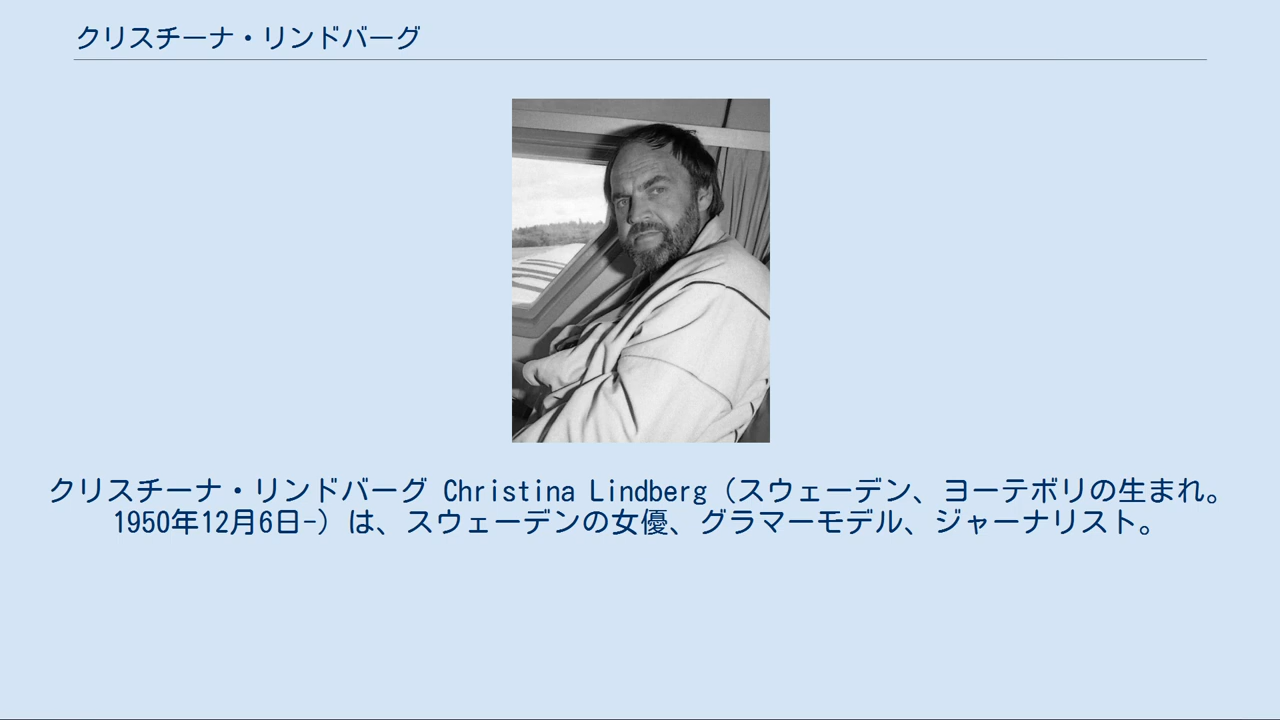 クリスチーナ・リンドバーグ
クリスチーナ・リンドバーグ Christina Lindberg（スウェーデン、ヨーテボリの生まれ。
1950年12月6日-）は、スウェーデンの女優、グラマーモデル、ジャーナリスト。